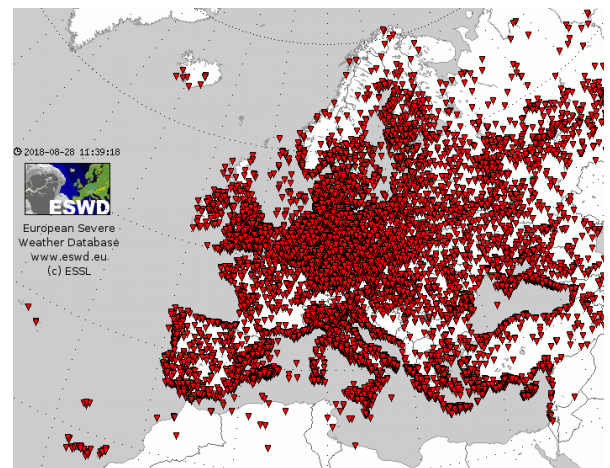 2018-08-28 11:39:18
ESWD
European Severe
Weather Database
www.eswd.eu
(c) ESSL